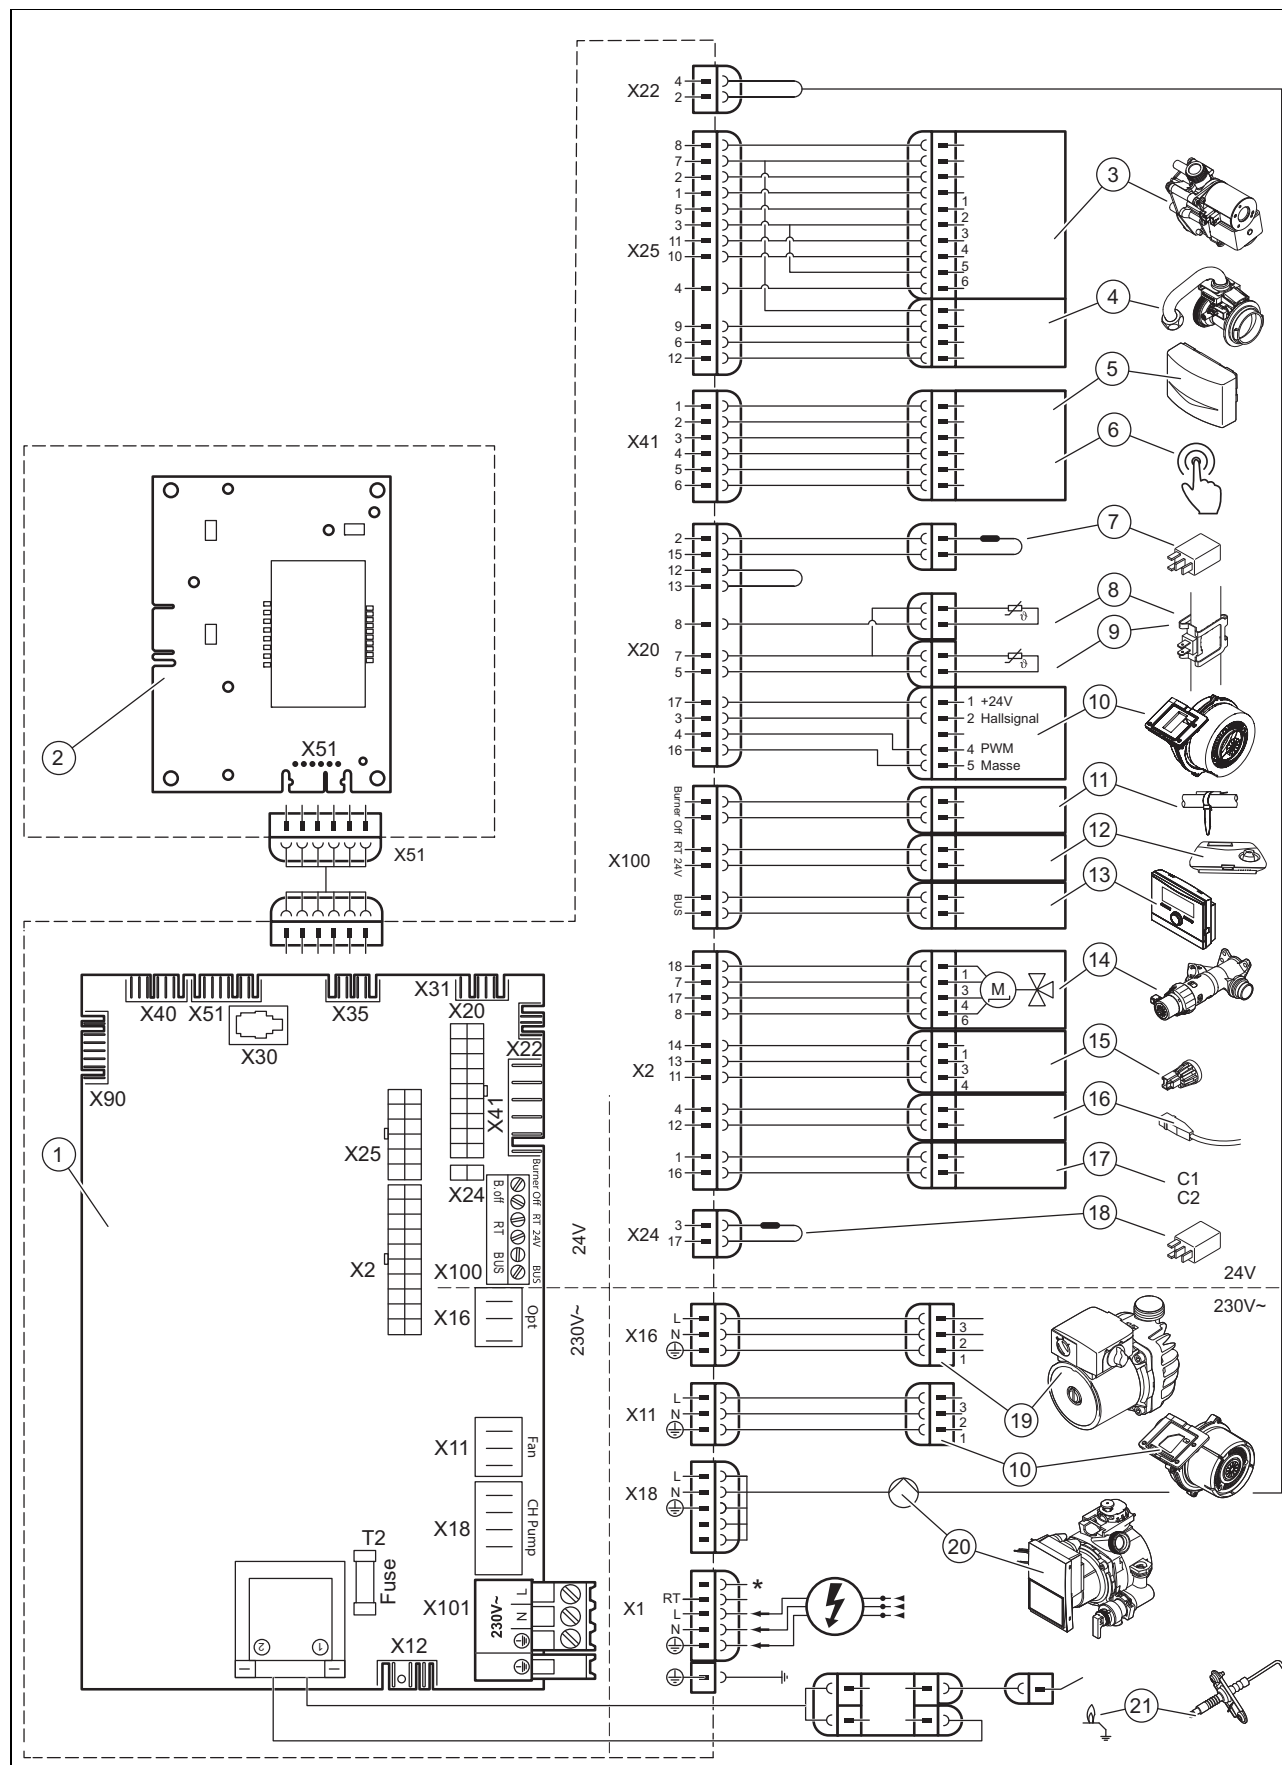 X22
4
2
X25
8
7
2
1
5
3
11
10
4
9
6
12
1
2
3
4
5
6
3
4
X41
1
2
3
4
5
6
5
6
X20
2
15
12
13
8
7
5
17
3
4
16
ϑ
ϑ
1 +24V
2 Hallsignal
4 PWM
5 Masse
7
8
9
10
X100
Burner Off
RT 24V
BUS
11
12
13
X2
18
7
17
8
14
13
11
4
12
1
16
1
3
4
6
M
1
3
4
14
15
16
17
C1
C2
X24
3
17
18
24V
230V~
X16
L
N
3
2
1
19
X11
L
N
3
2
1
10
X18
L
N
20
X1
*
RT
L
N
21
2
X51
X51
1
X40
X51
X35
X31
X30
X20
X22
X90
X41
X25
X24
X2
X100
B.off
RT
BUS
Burner Off
RT 24V
BUS
24V
230V~
X16
Opt
X11
Fan
X18
CH Pump
T2
Fuse
X101
230V~
L
N
X12
2
1